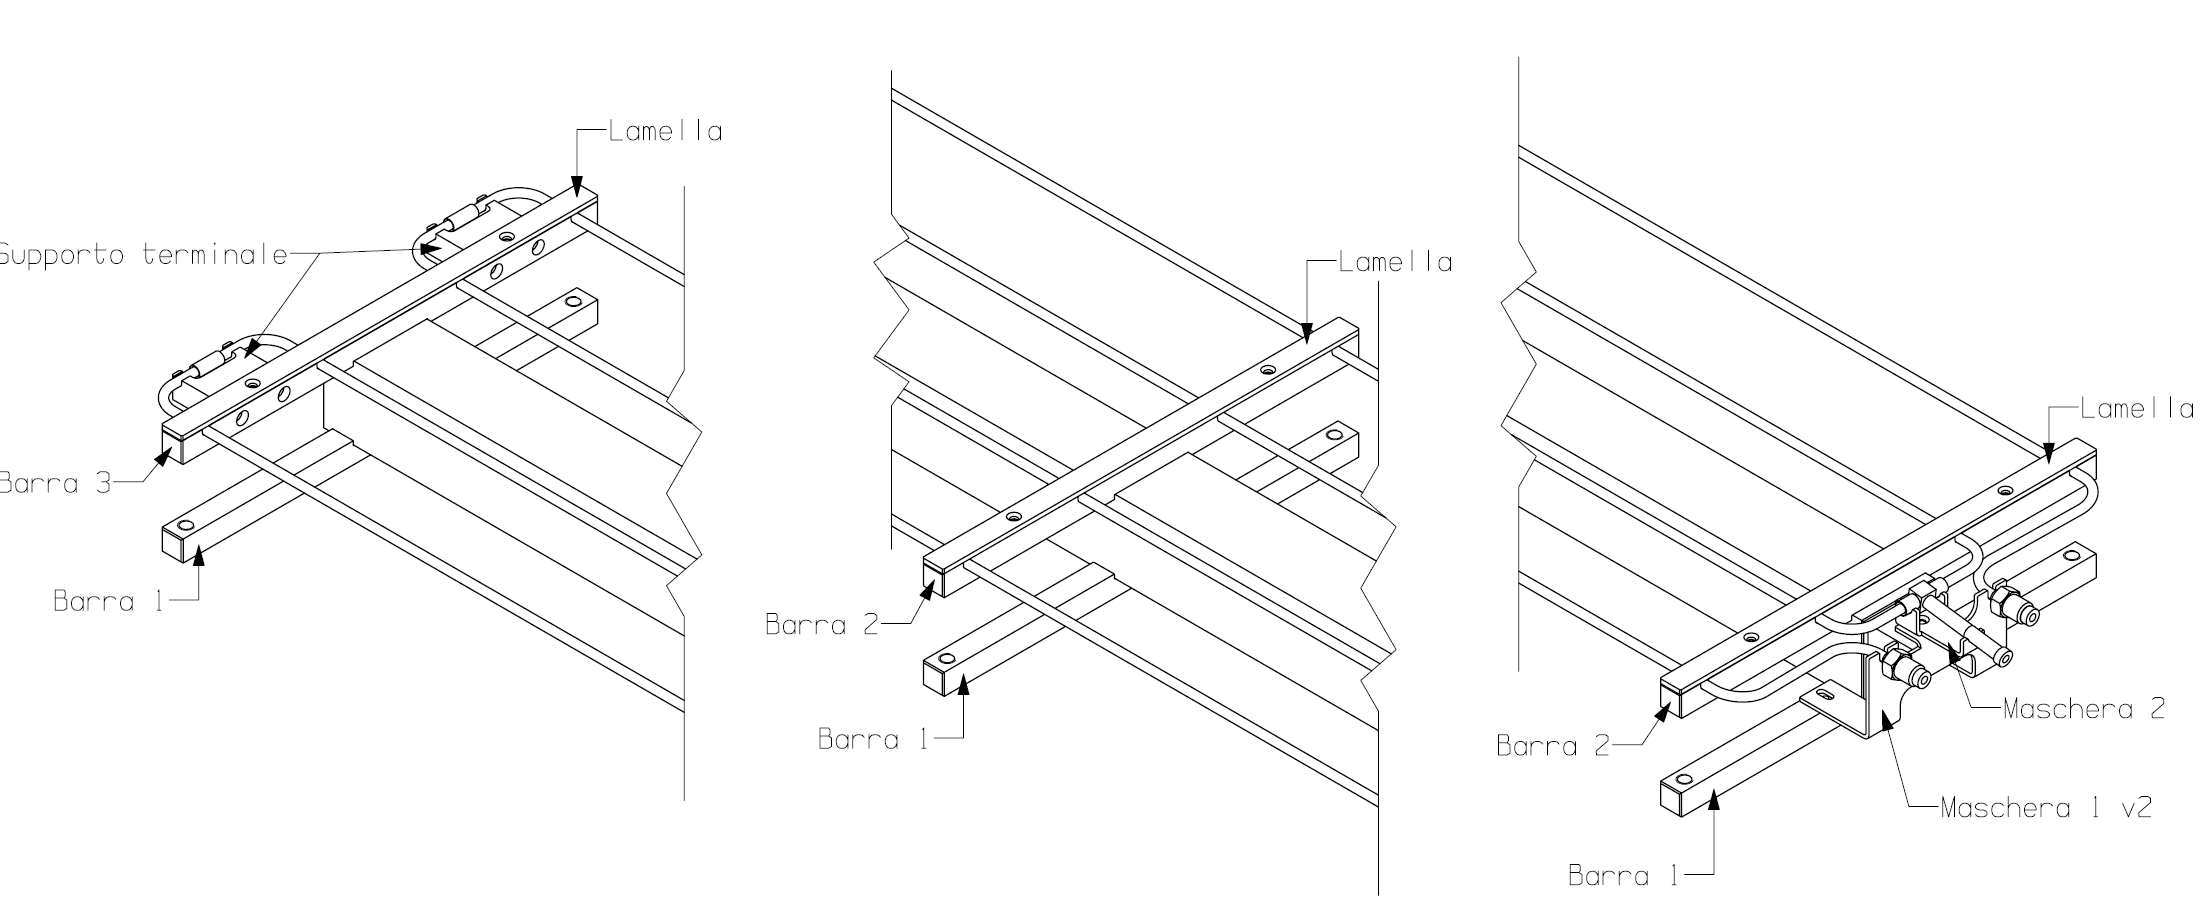 Lamella
Supporto terminale
Barra 3
Barra 1
Lamella
Barra 2
Barra 1
Lamella
Maschera 2
Barra 2
Maschera 1 v2
Barra 1